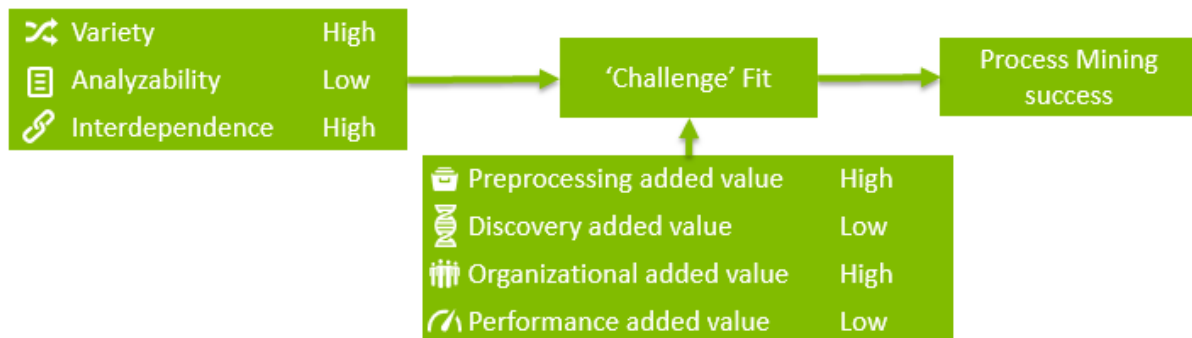 Variety High
Analyzability Low
Interdependence High
‘Challenge’ Fit
Process Mining
success
Preprocessing added value High
Discovery added value Low
Organizational added value High
Performance added value Low